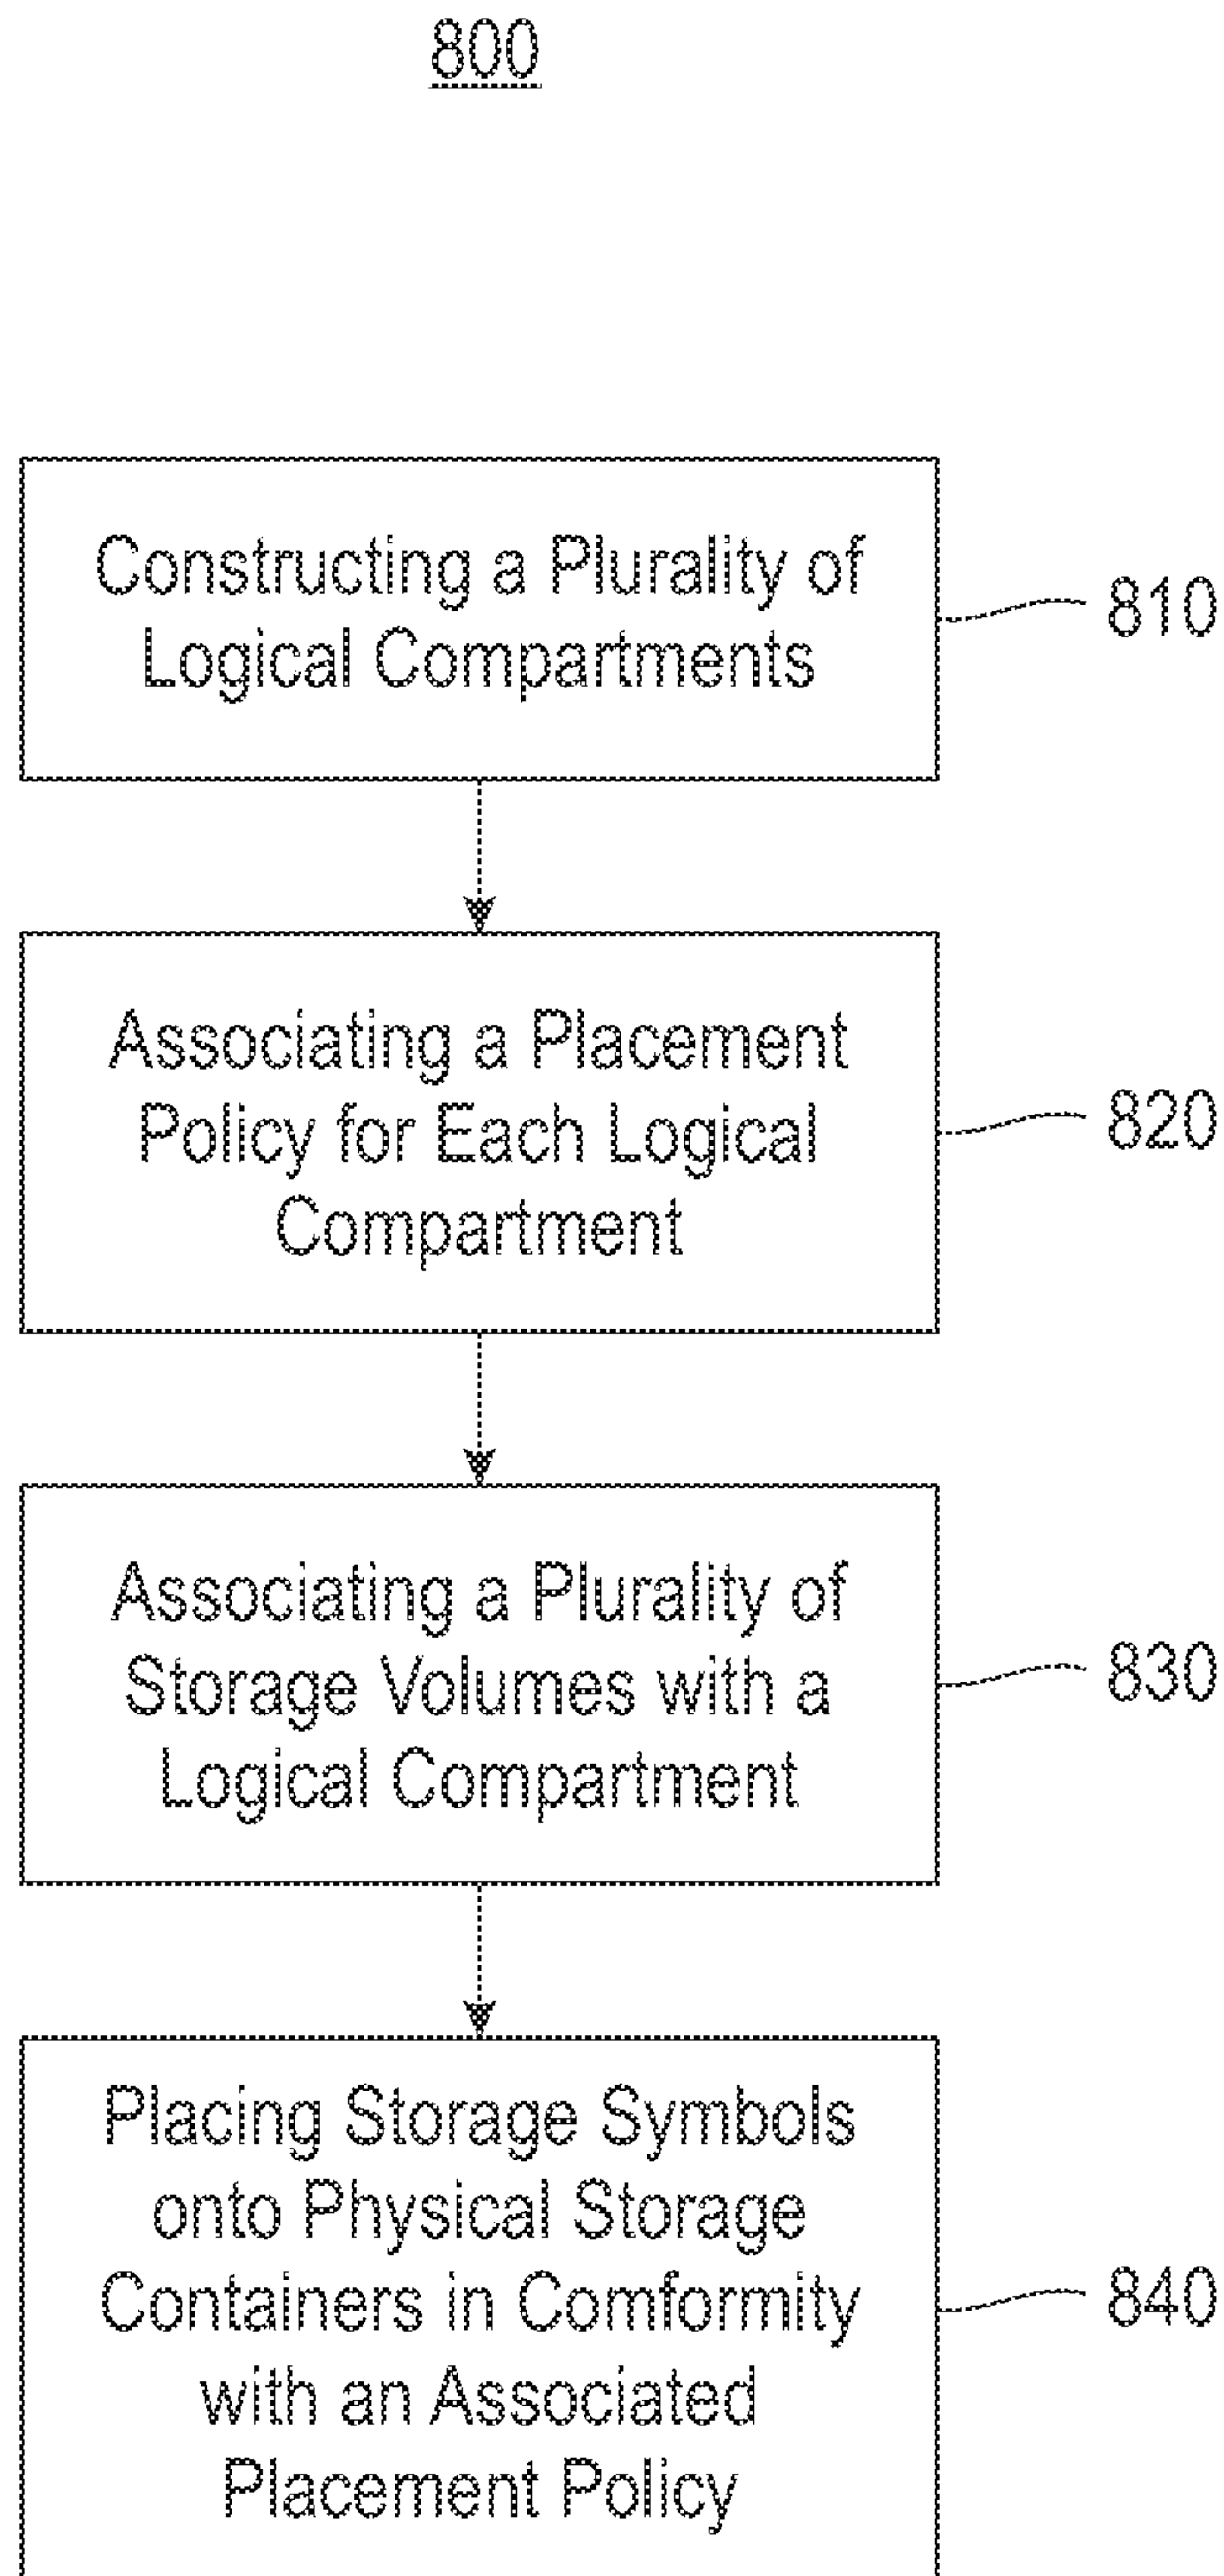 800
Constructing a Plurality of
Logical Compartments
810
Associating a Placement
Policy for Each Logical
Compartment
820
Associating a Plurality of
Storage Volumes with a
Logical Compartment
830
Placing Storage Symbols
onto Physical Storage
Containers in Comformity
with an Associated
Placement Policy
840